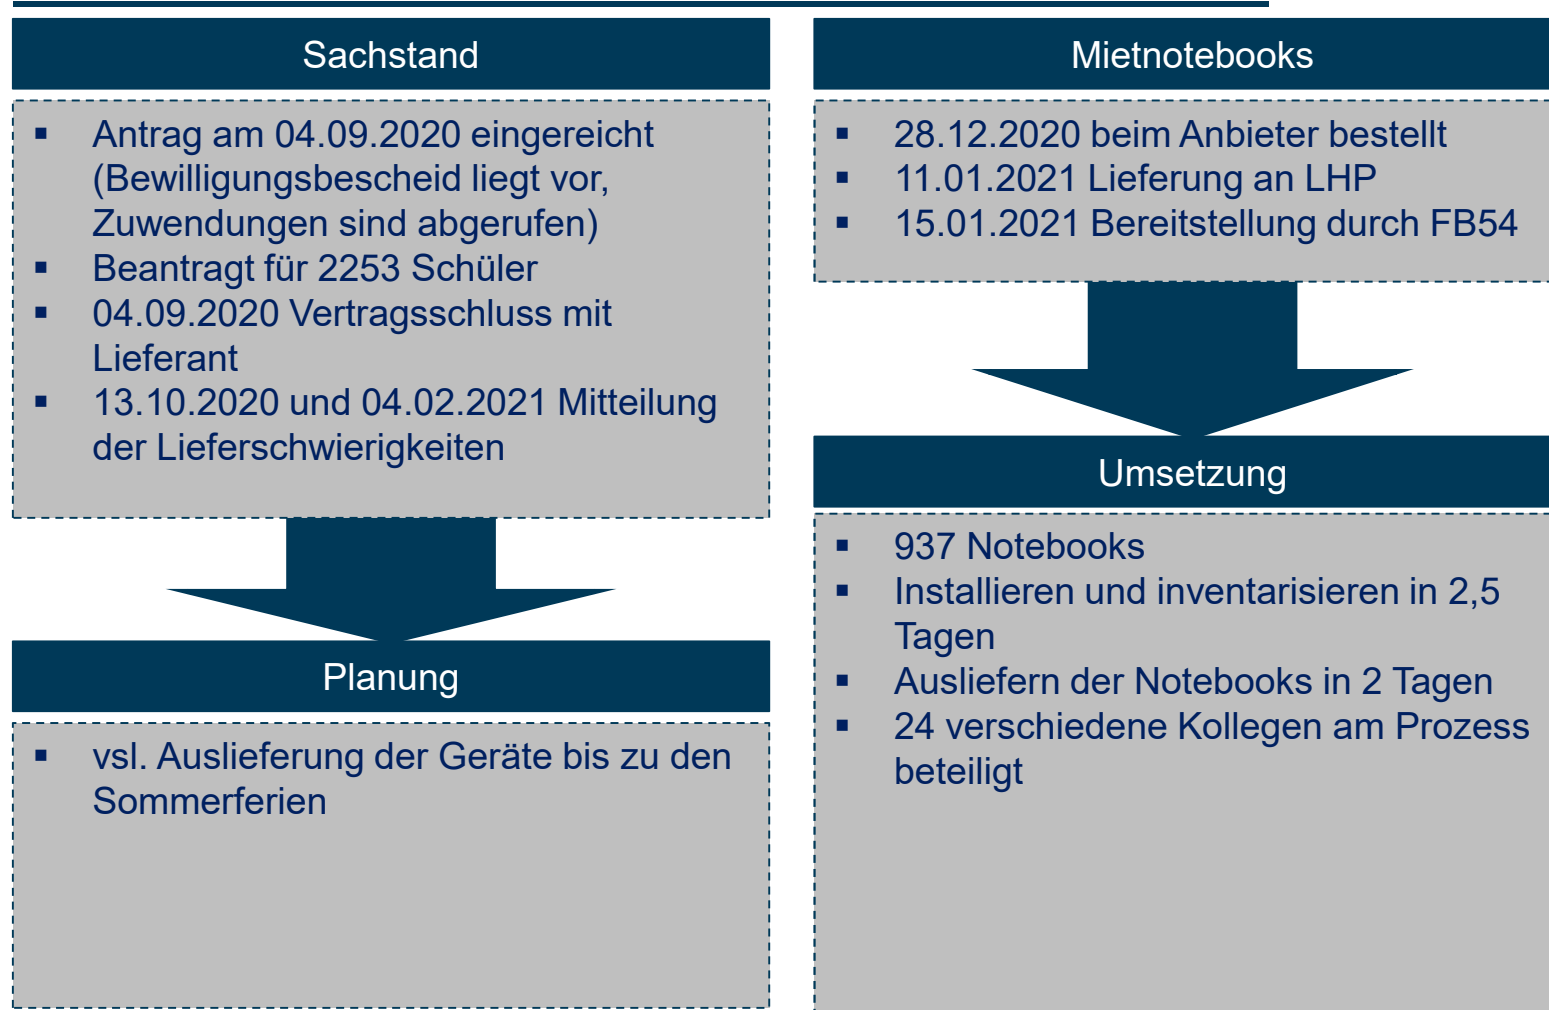 Sachstand
▪ Antrag am 04.09.2020 eingereicht
(Bewilligungsbescheid liegt vor,
Zuwendungen sind abgerufen)
▪ Beantragt für 2253 Schüler
▪ 04.09.2020 Vertragsschluss mit
Lieferant
▪ 13.10.2020 und 04.02.2021 Mitteilung
der Lieferschwierigkeiten
Planung
▪ vsl. Auslieferung der Geräte bis zu den
Sommerferien
Mietnotebooks
▪ 28.12.2020 beim Anbieter bestellt
▪ 11.01.2021 Lieferung an LHP
▪ 15.01.2021 Bereitstellung durch FB54
Umsetzung
▪ 937 Notebooks
▪ Installieren und inventarisieren in 2,5
Tagen
▪ Ausliefern der Notebooks in 2 Tagen
▪ 24 verschiedene Kollegen am Prozess
beteiligt